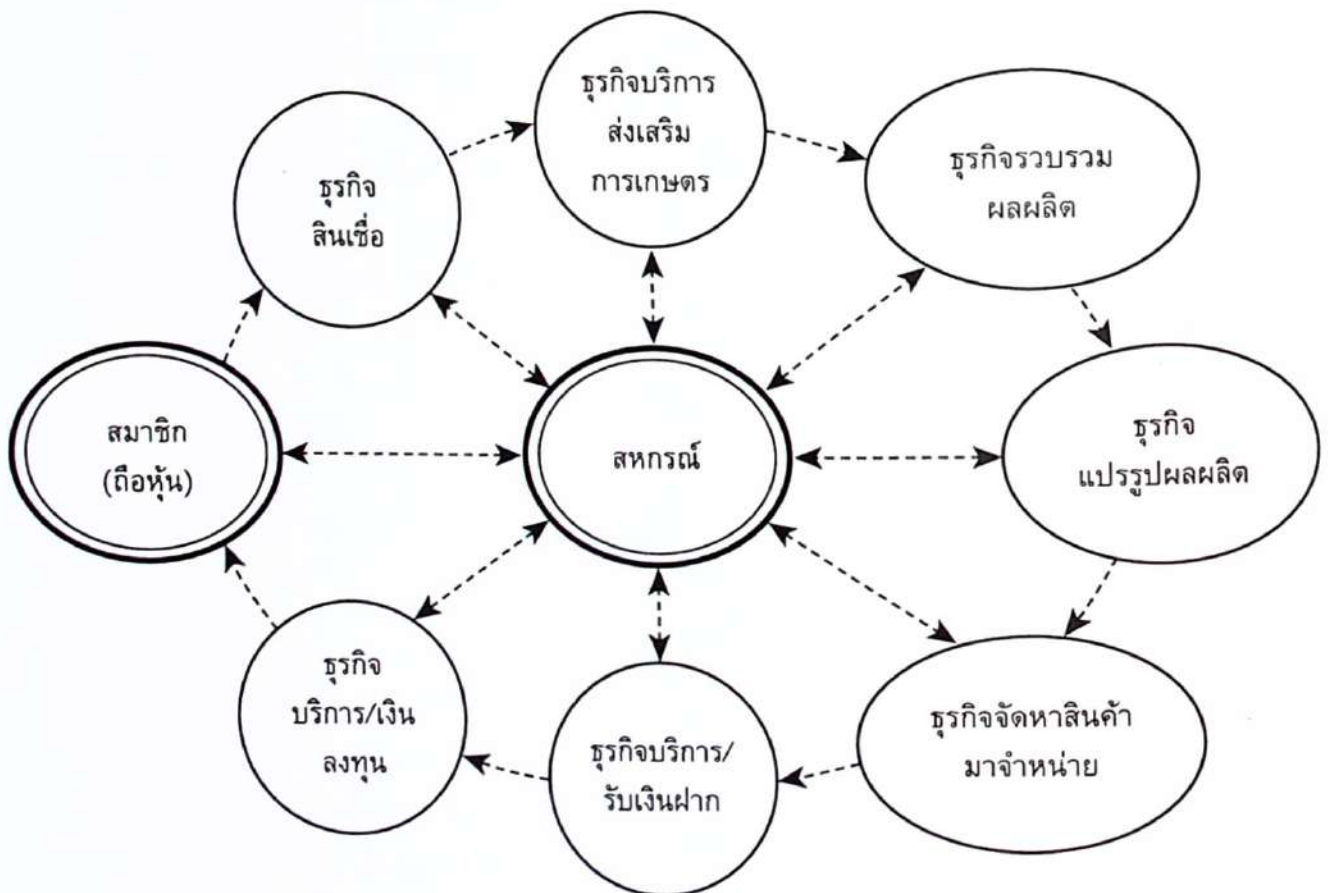 ธุรกิจบริการ
ส่งเสริม
การเกษตร
ธุรกิจรวบรวม
ผลผลิต
ธุรกิจ
สินเชื่อ
สมาชิก
(ถือหุ้น)
สหกรณ์
ธุรกิจ
แปรรูปผลผลิต
ธุรกิจ
บริการ/เงิน
ลงทุน
ธุรกิจบริการ/
รับเงินฝาก
ธุรกิจจัดหาสินค้า
มาจำหน่าย